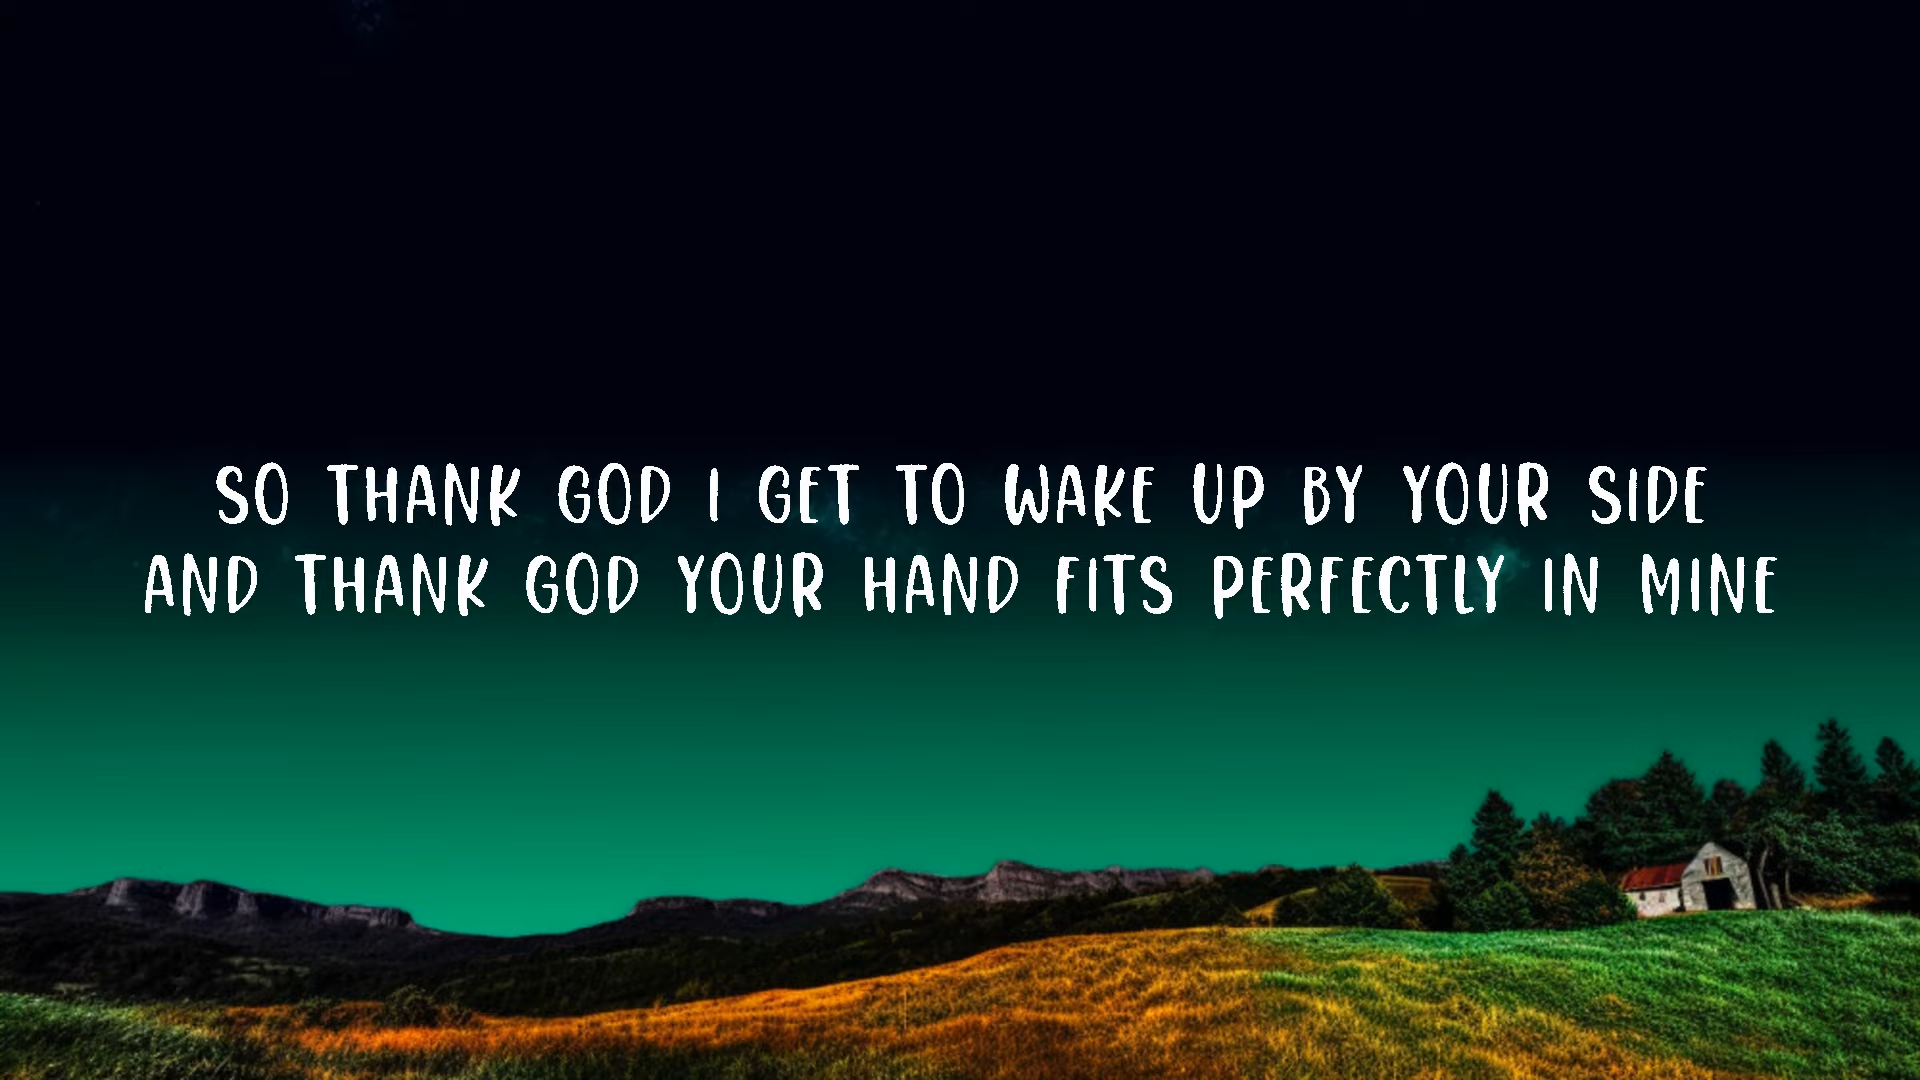 SO THANK GOD I GET TO WAKE UP BY YOUR SIDE
AND THANK GOD YOUR HAND FITS PERFECTLY IN MINE